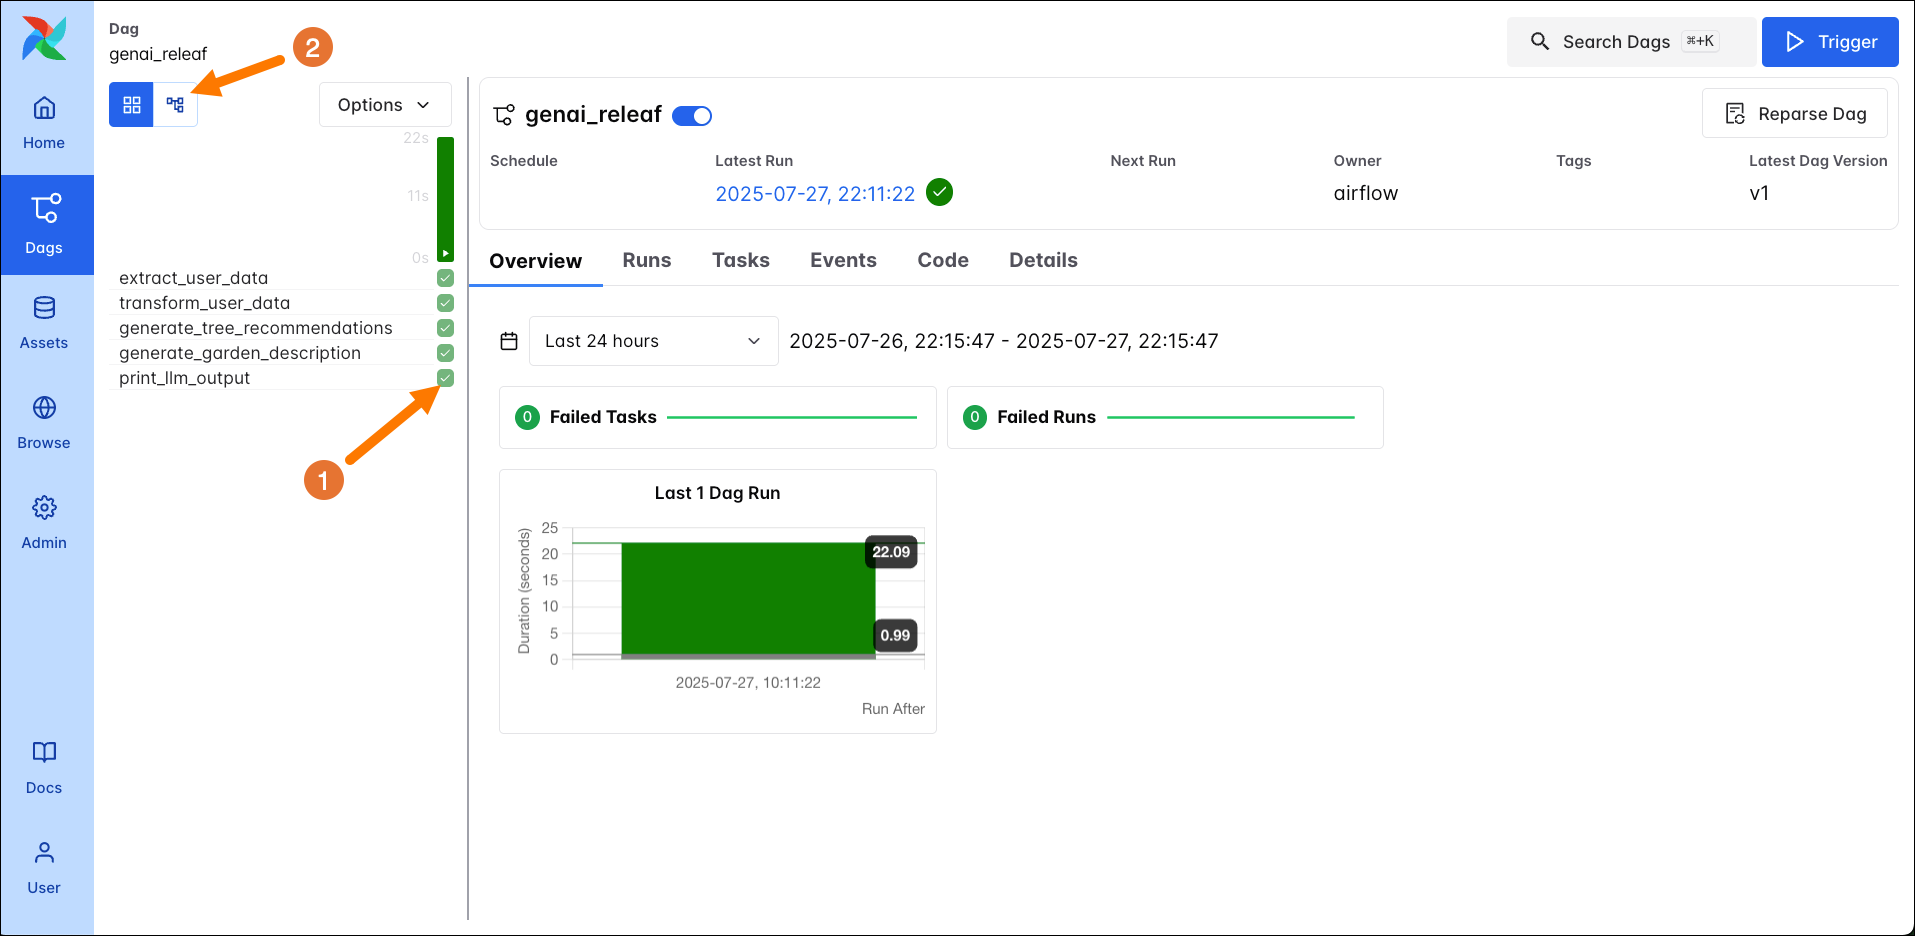 Dag
genai_releaf
2
Search Dags ⌘+K
Trigger
Home
Dags
Assets
Browse
Admin
Docs
User
Options
22s
11s
0s
extract_user_data
transform_user_data
generate_tree_recommendations
generate_garden_description
print_llm_output
1
genai_releaf
Reparse Dag
Schedule Latest Run Next Run Owner Tags Latest Dag Version
2025-07-27, 22:11:22 airflow v1
Overview Runs Tasks Events Code Details
Last 24 hours 2025-07-26, 22:15:47 - 2025-07-27, 22:15:47
0 Failed Tasks
0 Failed Runs
Last 1 Dag Run
Duration (seconds)
25
20
15
10
5
0
22.09
0.99
2025-07-27, 10:11:22
Run After